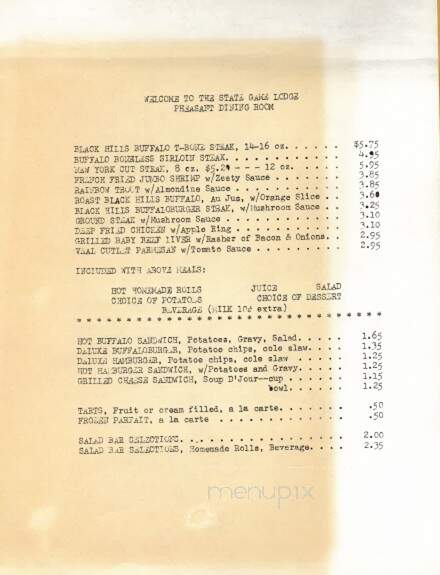 WELCOME TO THE STATE GAME LODGE
PHEASANT DINING ROOM
BLACK HILLS BUFFALO T-BONE STEAK, 14-16 oz. . . . . . . $5.75
BUFFALO BONELESS SIRLOIN STEAK. . . . . . . . . . . . 4.95
NEW YORK CUT STEAK, 8 oz. $5.20 - - - 12 oz. . . . . . 5.95
FRENCH FRIED JUMBO SHRIMP w/Zesty Sauce . . . . . . . 3.85
RAINBOW TROUT w/Almondine Sauce . . . . . . . . . . . 3.85
ROAST BLACK HILLS BUFFALO, Au Jus, w/Orange Slice . . 3.60
BLACK HILLS BUFFALOBURGER STEAK, w/Mushroom Sauce . . 3.25
GROUND STEAK w/Mushroom Sauce . . . . . . . . . . . . 3.10
DEEP FRIED CHICKEN w/Apple Ring . . . . . . . . . . . 3.10
GRILLED BABY BEEF LIVER w/Rasher of Bacon & Onions. . 2.95
VEAL CUTLET PARMESAN w/Tomato Sauce . . . . . . . . . 2.95
INCLUDED WITH ABOVE MEALS:
HOT HOMEMADE ROLLS JUICE SALAD
CHOICE OF POTATOES CHOICE OF DESSERT
BEVERAGE (MILK 10¢ extra)
* * * * * * * * * * * * * * * * * * * * * * * * * * * * *
HOT BUFFALO SANDWICH, Potatoes, Gravy, Salad. . . . . 1.65
DELUXE BUFFALOBURGER, Potatoe chips, cole slaw. . . . 1.35
DELUXE HAMBURGER, Potatoe chips, cole slaw . . . . . 1.25
HOT HAMBURGER SANDWICH, w/Potatoes and Gravy. . . . . 1.25
GRILLED CHEESE SANDWICH, Soup D'Jour--cup . . . . . . 1.15
bowl. . . . . 1.25
TARTS, Fruit or cream filled, a la carte. . . . . . . .50
FROZEN PARFAIT, a la carte . . . . . . . . . . . . . .50
SALAD BAR SELECTIONS. . . . . . . . . . . . . . . . . 2.00
SALAD BAR SELECTIONS, Homemade Rolls, Beverage. . . . 2.35
menupix